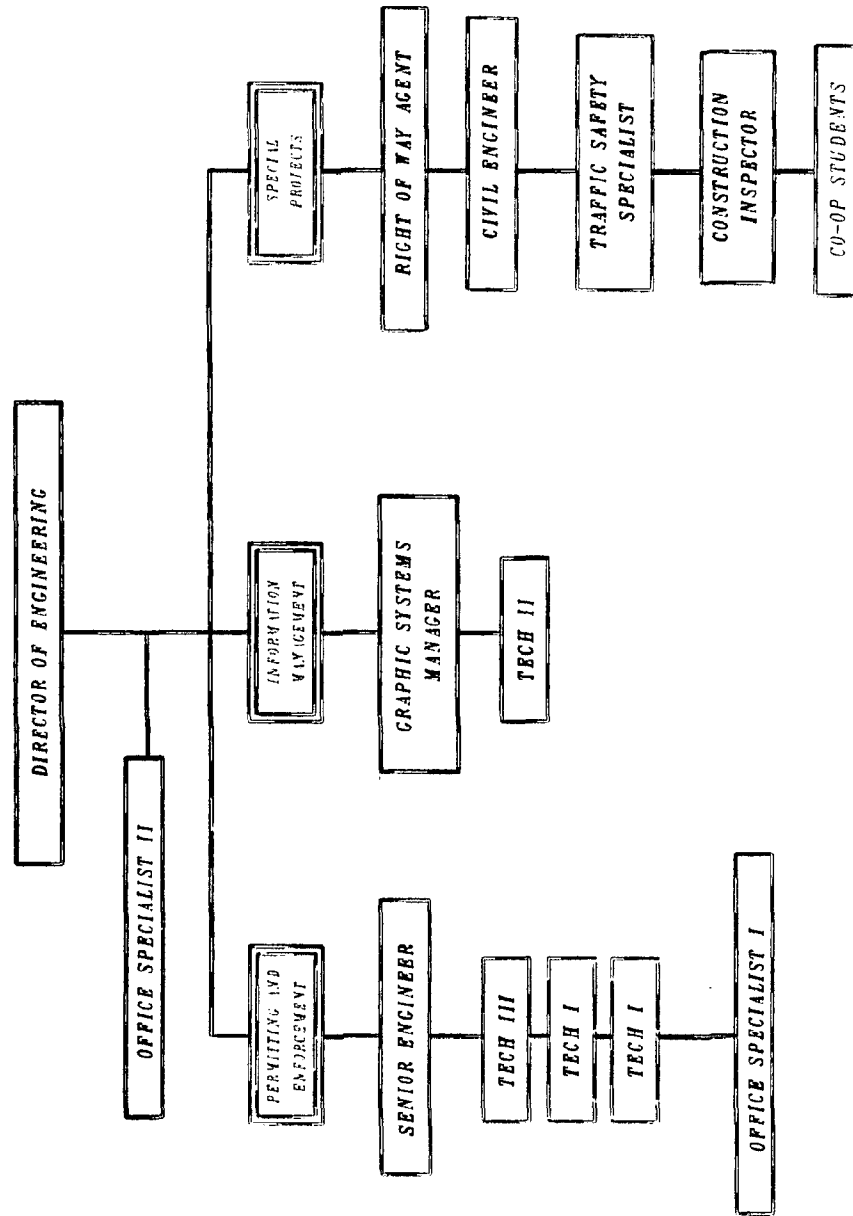 DIRECTOR OF ENGINEERING
OFFICE SPECIALIST II
PERMITTING AND
ENFORCEMENT
INFORMATION
MANAGEMENT
SPECIAL
PROJECTS
SENIOR ENGINEER
GRAPHIC SYSTEMS
MANAGER
RIGHT OF WAY AGENT
TECH III
TECH I
TECH I
TECH II
CIVIL ENGINEER
TRAFFIC SAFETY
SPECIALIST
CONSTRUCTION
INSPECTOR
OFFICE SPECIALIST I
CO-OP STUDENTS